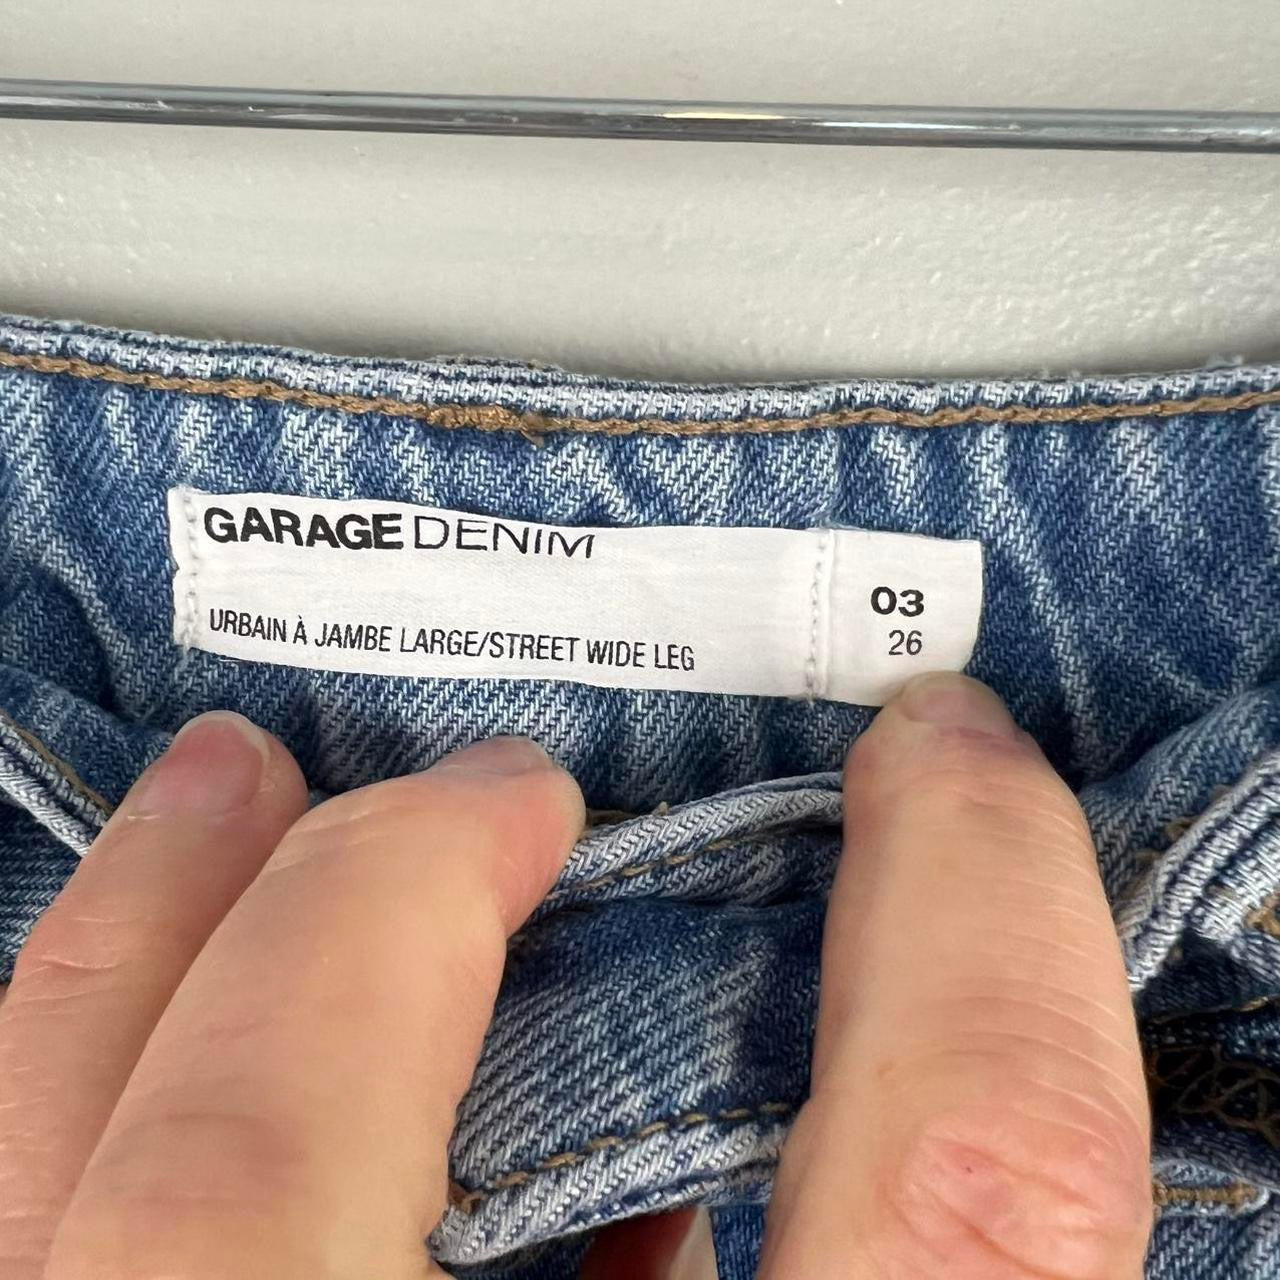 GARAGE DENIM
URBAIN À JAMBE LARGE/STREET WIDE LEG
03
26